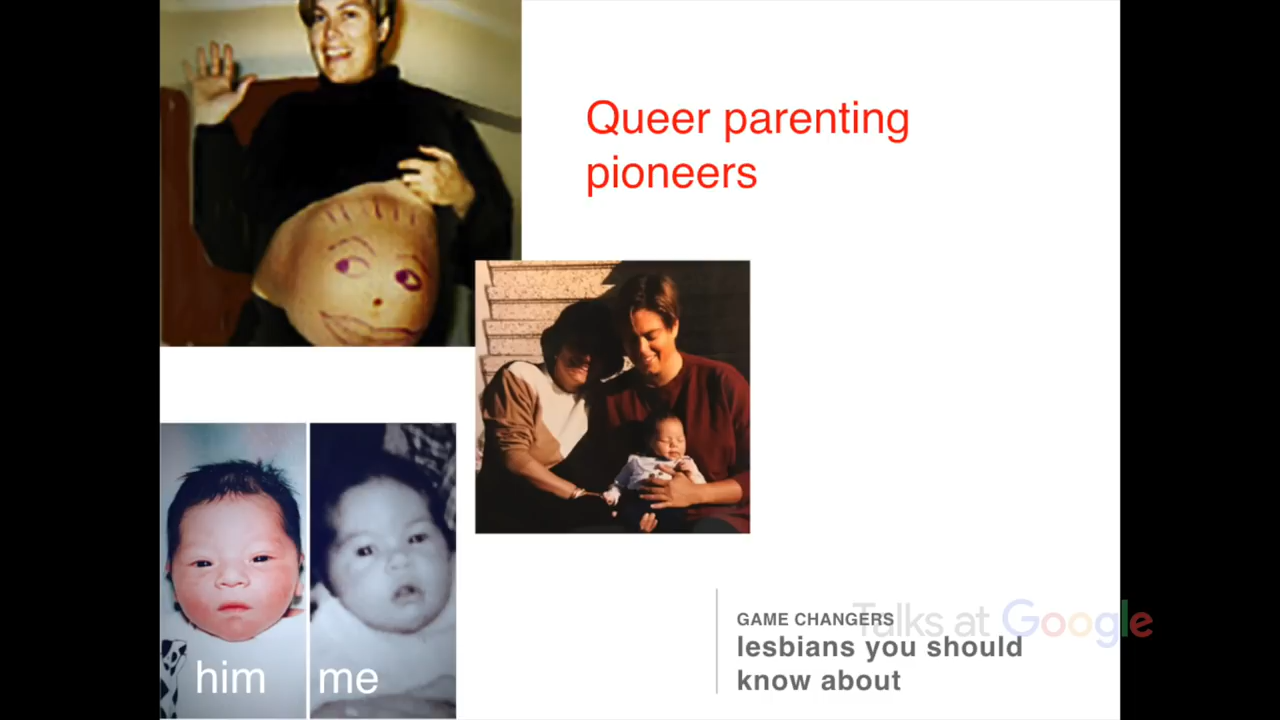 Queer parenting
pioneers
him me
GAME CHANGERS
Talks at Google
lesbians you should
know about